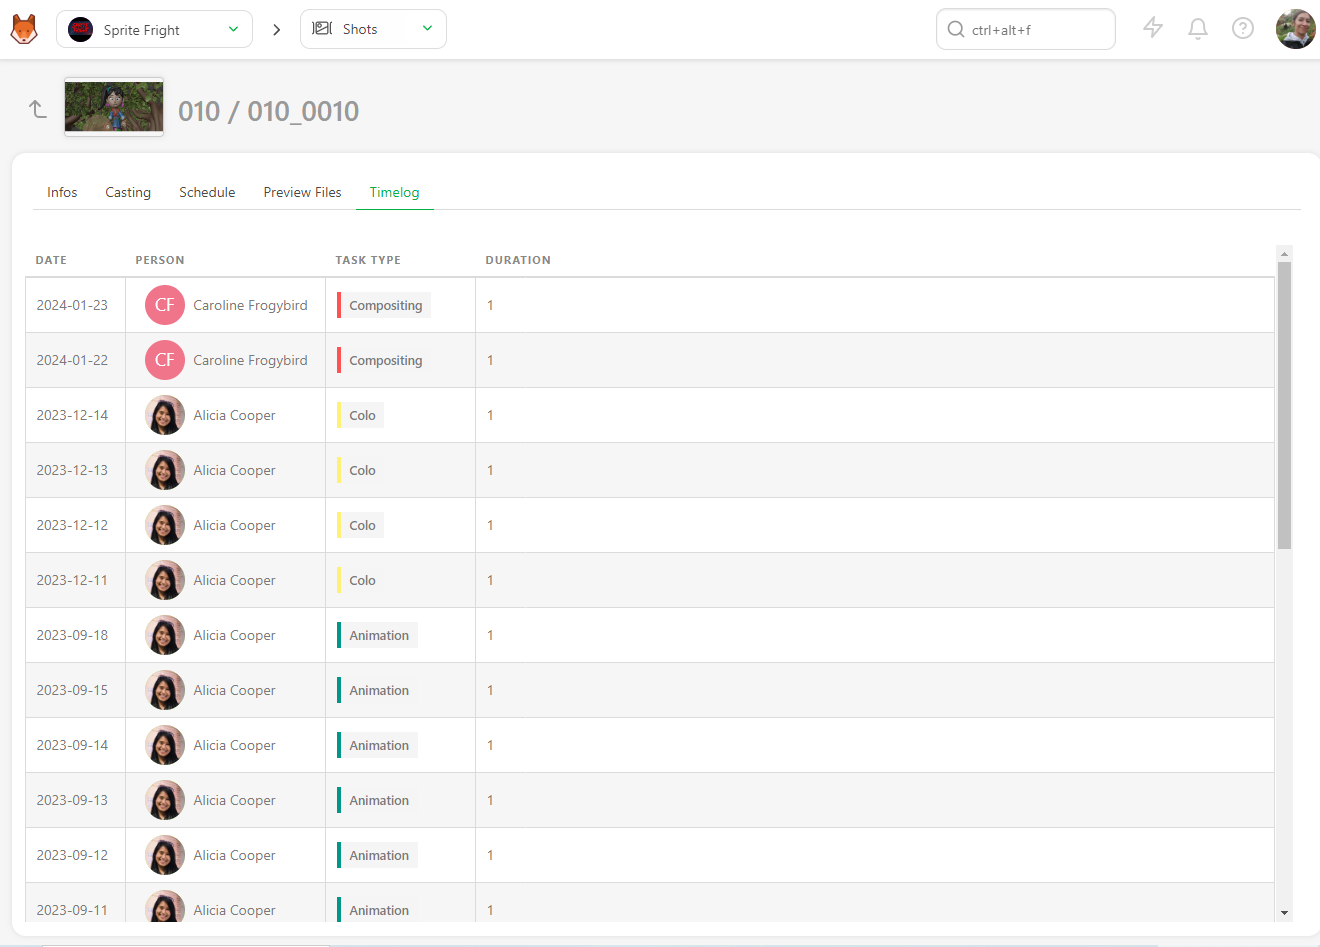 Sprite Fright
Shots
ctrl+alt+f
010 / 010_0010
Infos Casting Schedule Preview Files Timelog
DATE PERSON TASK TYPE DURATION
2024-01-23 CF Caroline Frogybird Compositing 1
2024-01-22 CF Caroline Frogybird Compositing 1
2023-12-14 Alicia Cooper Colo 1
2023-12-13 Alicia Cooper Colo 1
2023-12-12 Alicia Cooper Colo 1
2023-12-11 Alicia Cooper Colo 1
2023-09-18 Alicia Cooper Animation 1
2023-09-15 Alicia Cooper Animation 1
2023-09-14 Alicia Cooper Animation 1
2023-09-13 Alicia Cooper Animation 1
2023-09-12 Alicia Cooper Animation 1
2023-09-11 Alicia Cooper Animation 1